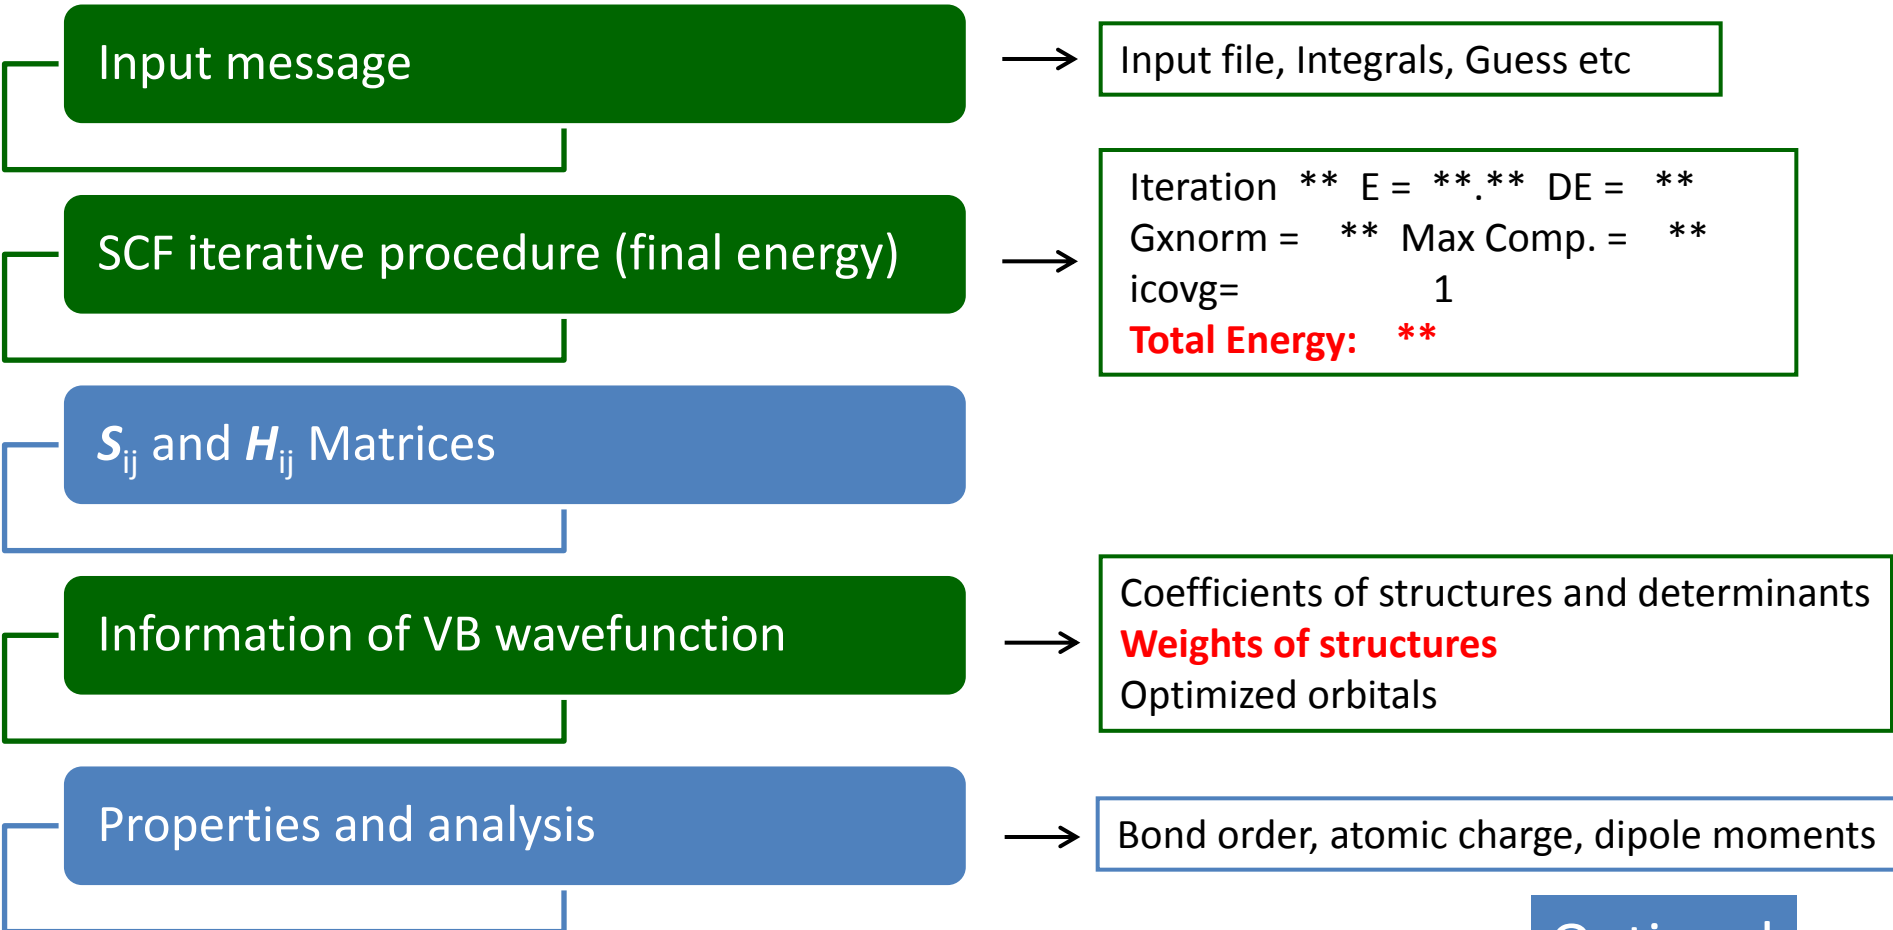 Input message
Input file, Integrals, Guess etc
SCF iterative procedure (final energy)
Iteration ** E = **.** DE = **
Gxnorm = ** Max Comp. = **
icovg= 1
Total Energy: **
Sij and Hij Matrices
Information of VB wavefunction
Coefficients of structures and determinants
Weights of structures
Optimized orbitals
Properties and analysis
Bond order, atomic charge, dipole moments
Optional